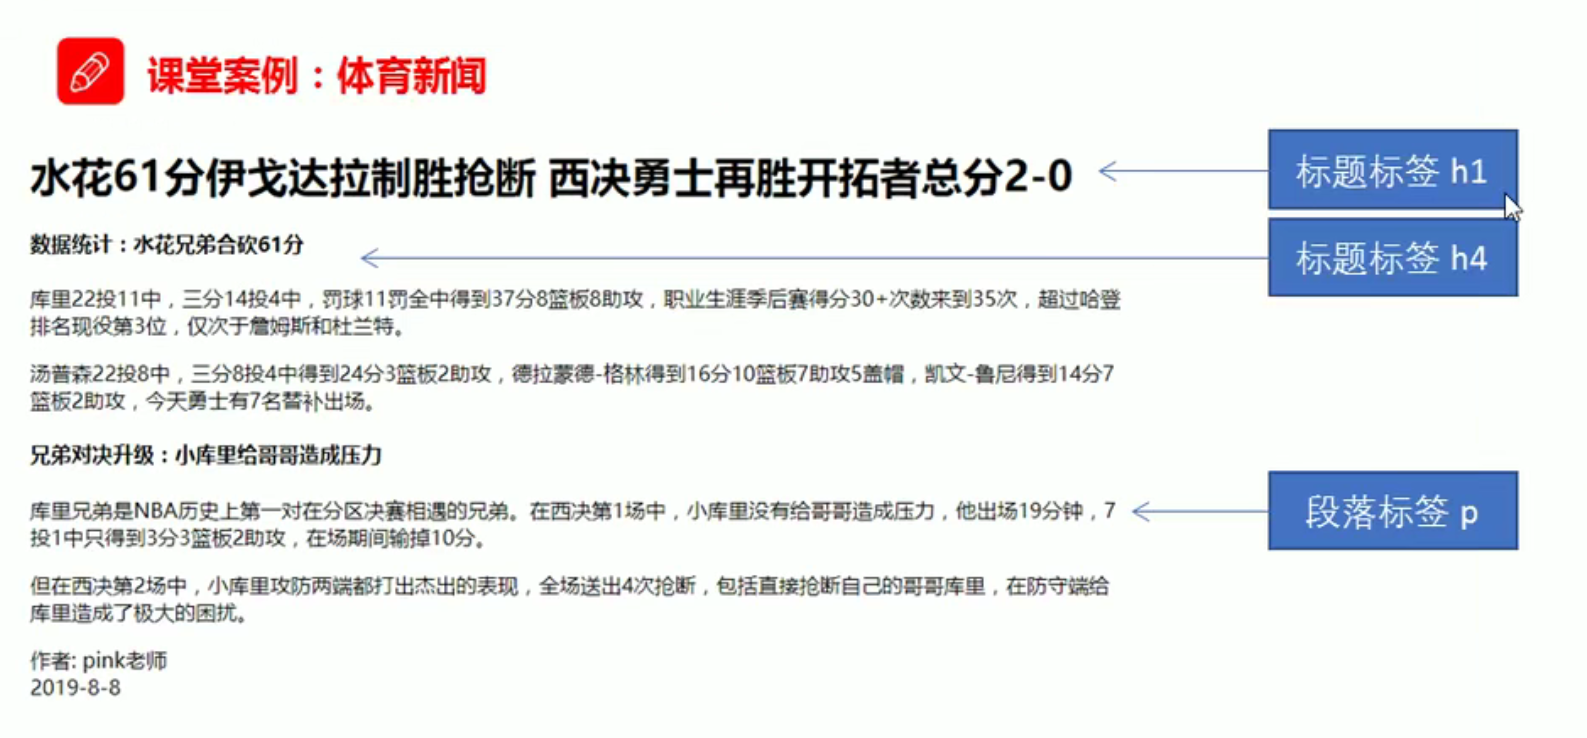 课堂案例：体育新闻
水花61分伊戈达拉制胜抢断 西决勇士再胜开拓者总分2-0
标题标签 h1
数据统计：水花兄弟合砍61分
标题标签 h4
库里22投11中，三分14投4中，罚球11罚全中得到37分8篮板8助攻，职业生涯季后赛得分30+次数来到35次，超过哈登
排名现役第3位，仅次于詹姆斯和杜兰特。
汤普森22投8中，三分8投4中得到24分3篮板2助攻，德拉蒙德-格林得到16分10篮板7助攻5盖帽，凯文-鲁尼得到14分7
篮板2助攻，今天勇士有7名替补出场。
兄弟对决升级：小库里给哥哥造成压力
库里兄弟是NBA历史上第一对在分区决赛相遇的兄弟。在西决第1场中，小库里没有给哥哥造成压力，他出场19分钟，7
投1中只得到3分3篮板2助攻，在场期间输掉10分。
段落标签 p
但在西决第2场中，小库里攻防两端都打出杰出的表现，全场送出4次抢断，包括直接抢断自己的哥哥库里，在防守端给
库里造成了极大的困扰。
作者: pink老师
2019-8-8